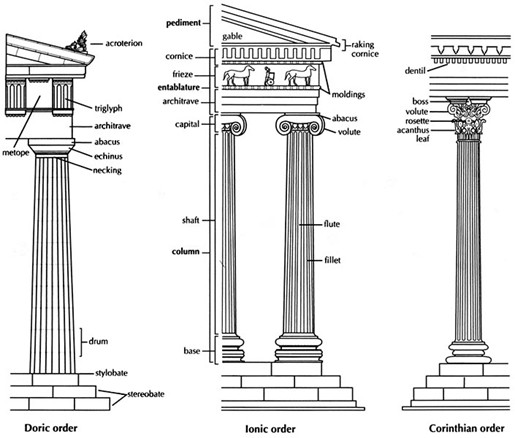 acroterion
triglyph
architrave
abacus
metope
echinus
necking
drum
stylobate
stereobate
Doric order
pediment
gable
raking
cornice
cornice
frieze
entablature
moldings
architrave
capital
abacus
volute
shaft
flute
column
fillet
base
Ionic order
dentil
boss
volute
rosette
acanthus
leaf
Corinthian order